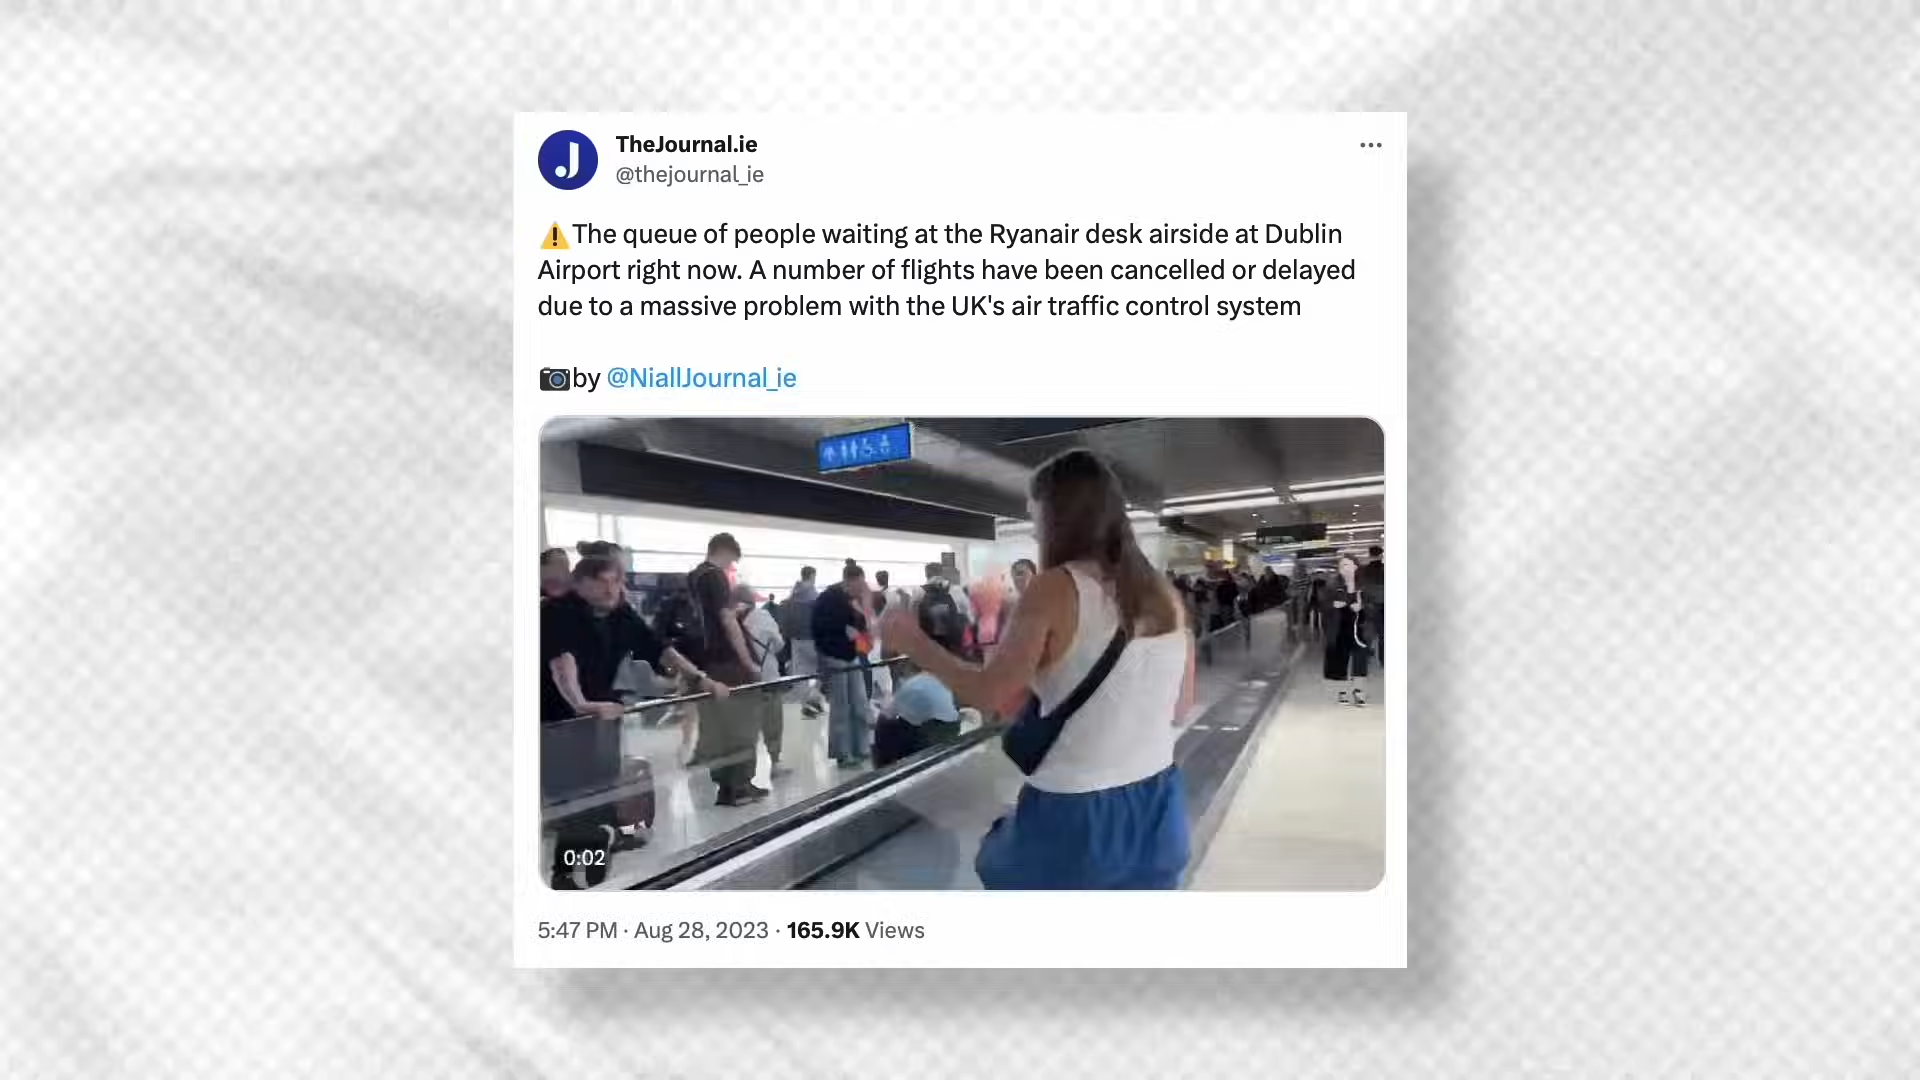 TheJournal.ie
@thejournal_ie
⚠️The queue of people waiting at the Ryanair desk airside at Dublin
Airport right now. A number of flights have been cancelled or delayed
due to a massive problem with the UK's air traffic control system
📷by @NiallJournal_ie
0:02
5:47 PM · Aug 28, 2023 · 165.9K Views